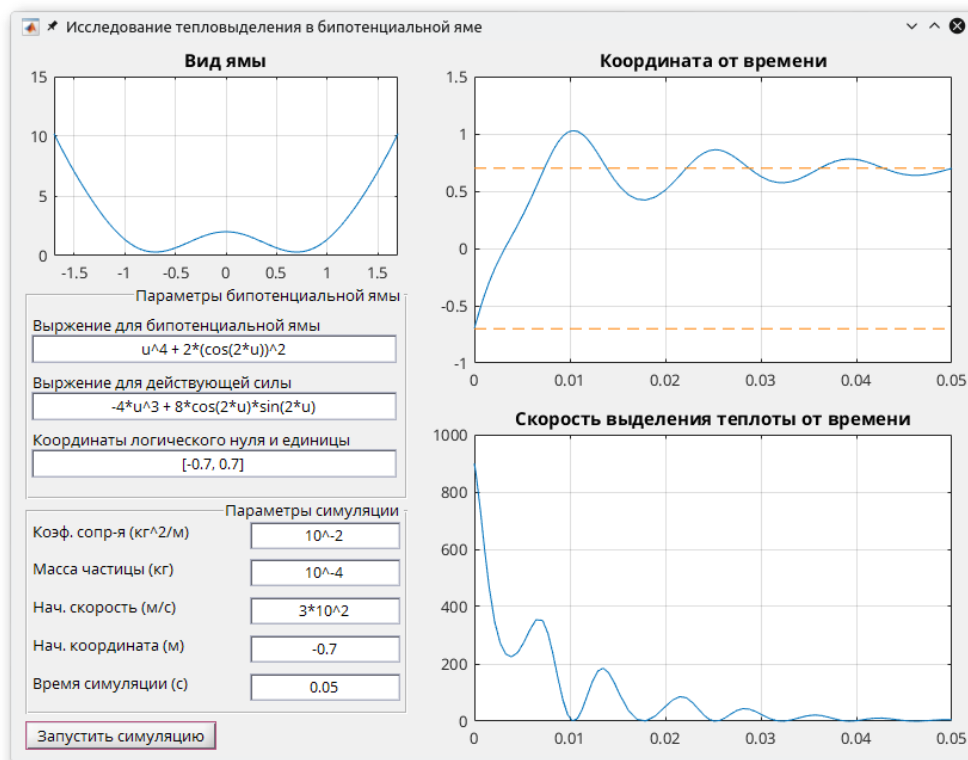 Исследование тепловыделения в бипотенциальной яме
Вид ямы
15
10
5
0
-1.5 -1 -0.5 0 0.5 1 1.5
Параметры бипотенциальной ямы
Выржение для бипотенциальной ямы
u^4 + 2*(cos(2*u))^2
Выржение для действующей силы
-4*u^3 + 8*cos(2*u)*sin(2*u)
Координаты логического нуля и единицы
[-0.7, 0.7]
Параметры симуляции
Коэф. сопр-я (кг^2/м) 10^-2
Масса частицы (кг) 10^-4
Нач. скорость (м/с) 3*10^2
Нач. координата (м) -0.7
Время симуляции (с) 0.05
Запустить симуляцию
Координата от времени
1.5
1
0.5
0
-0.5
-1
0 0.01 0.02 0.03 0.04 0.05
Скорость выделения теплоты от времени
1000
800
600
400
200
0
0 0.01 0.02 0.03 0.04 0.05